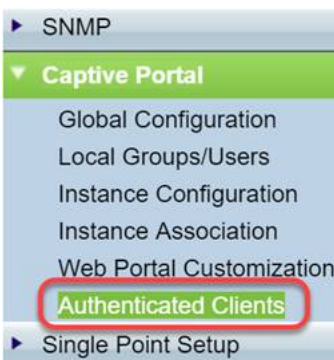 SNMP
Captive Portal
Global Configuration
Local Groups/Users
Instance Configuration
Instance Association
Web Portal Customization
Authenticated Clients
Single Point Setup